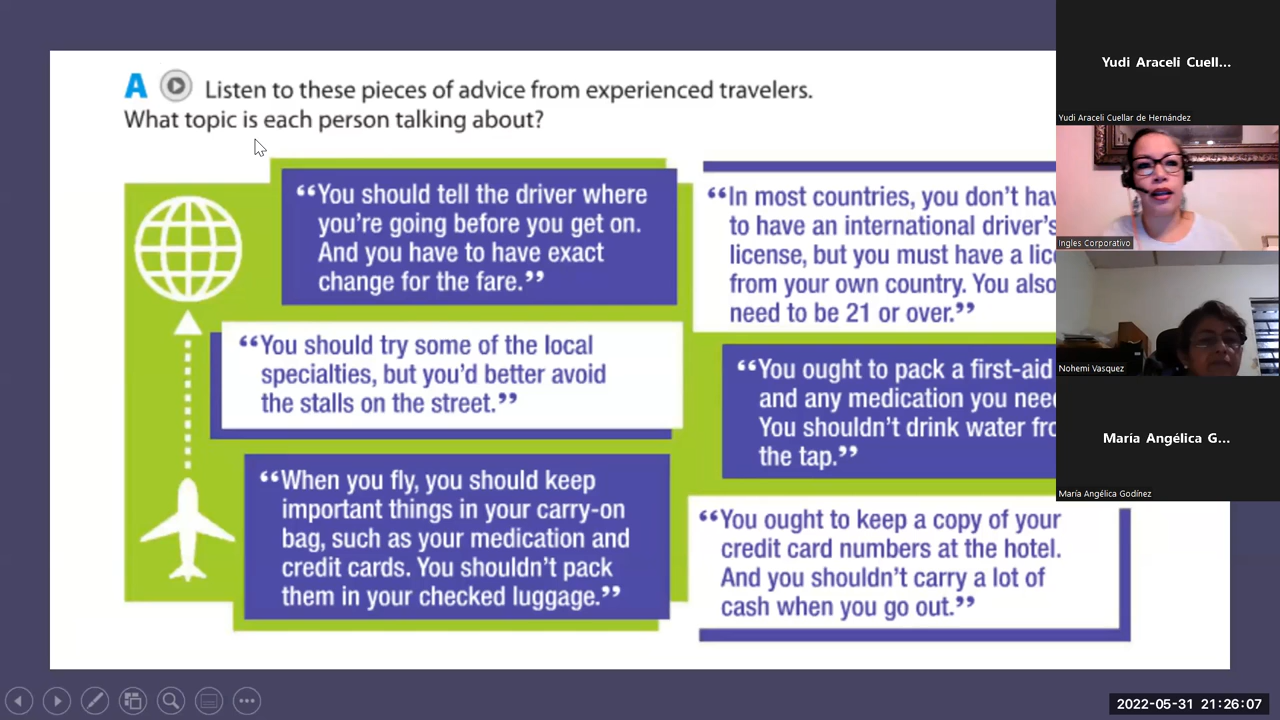 A Listen to these pieces of advice from experienced travelers.
What topic is each person talking about?
“You should tell the driver where
you’re going before you get on.
And you have to have exact
change for the fare.”
“You should try some of the local
specialties, but you’d better avoid
the stalls on the street.”
“When you fly, you should keep
important things in your carry-on
bag, such as your medication and
credit cards. You shouldn’t pack
them in your checked luggage.”
“In most countries, you don’t
to have an international driver’s
license, but you must have a
from your own country. You also
need to be 21 or over.”
“You ought to pack a first-aid
and any medication you
You shouldn’t drink water
the tap.”
“You ought to keep a copy of your
credit card numbers at the hotel.
And you shouldn’t carry a lot of
cash when you go out.”
Yudi Araceli Cuell...
Yudi Araceli Cuellar de Hernández
Ingles Corporativo
Nohemi Vasquez
María Angélica G...
María Angélica Godínez
2022-05-31 21:26:07